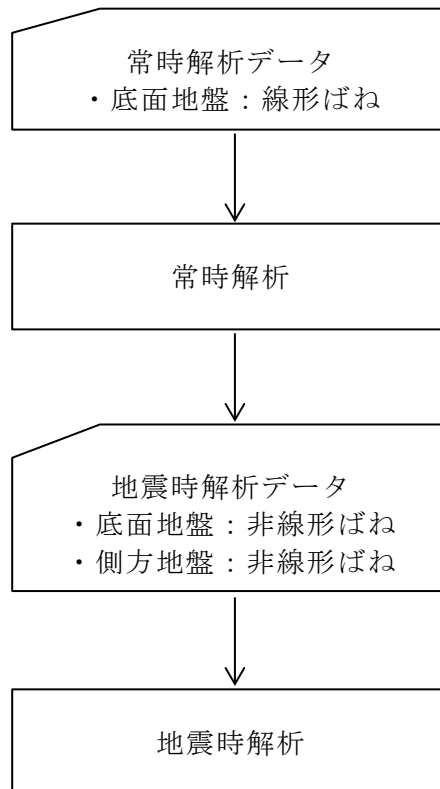 常時解析データ
・底面地盤：線形ばね
常時解析
地震時解析データ
・底面地盤：非線形ばね
・側方地盤：非線形ばね
地震時解析